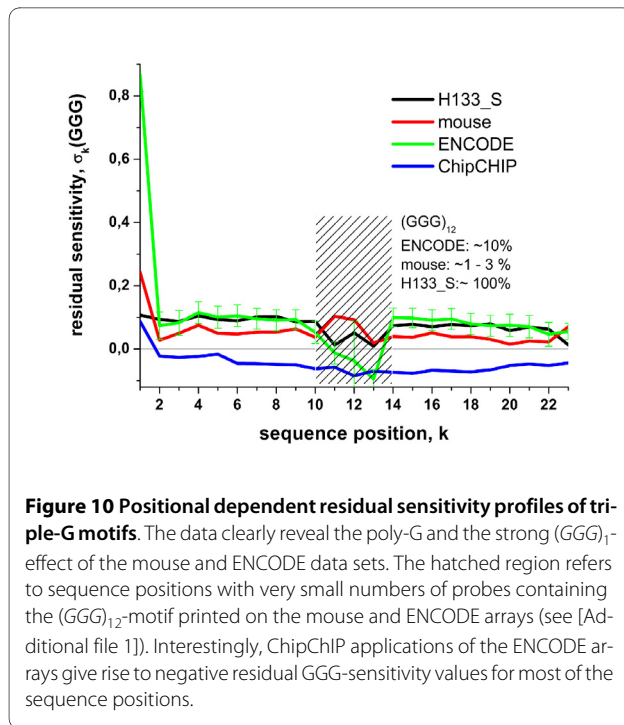 0,8
0,6
0,4
0,2
0,0
residual sensitivity, σk(GGG)
H133_S
mouse
ENCODE
ChipCHIP
(GGG)12
ENCODE: ~10%
mouse: ~1 - 3 %
H133_S:~ 100%
2 4 6 8 10 12 14 16 18 20 22
sequence position, k
Figure 10 Positional dependent residual sensitivity profiles of tri-
ple-G motifs. The data clearly reveal the poly-G and the strong (GGG)1-
effect of the mouse and ENCODE data sets. The hatched region refers
to sequence positions with very small numbers of probes containing
the (GGG)12-motif printed on the mouse and ENCODE arrays (see [Ad-
ditional file 1]). Interestingly, ChipChIP applications of the ENCODE ar-
rays give rise to negative residual GGG-sensitivity values for most of the
sequence positions.